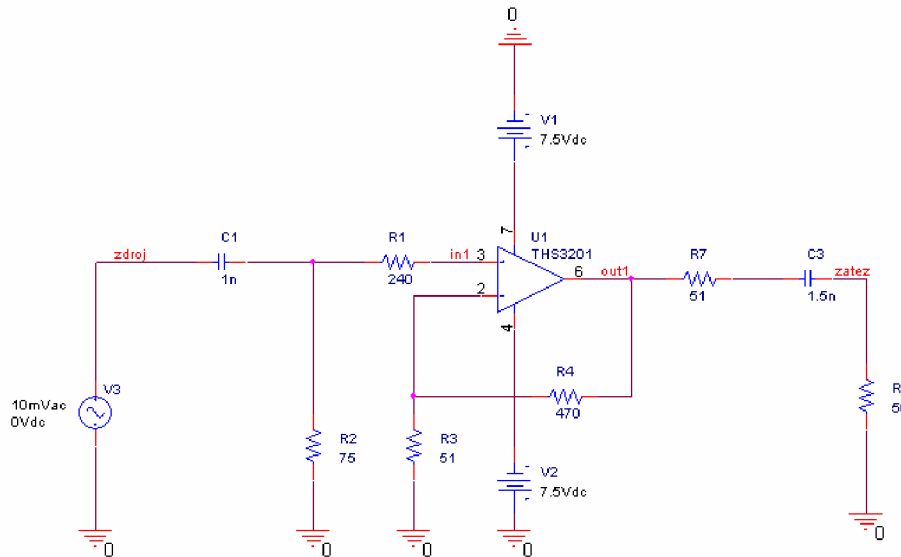 0
V1
7.5Vdc
7
U1
THS3201
zdroj
C1
1n
R1
240
in1
3
2
6
out1
4
R7
51
C3
1.5n
zatez
R4
470
V3
10mVac
0Vdc
R2
75
R3
51
V2
7.5Vdc
0
0
0
0
0